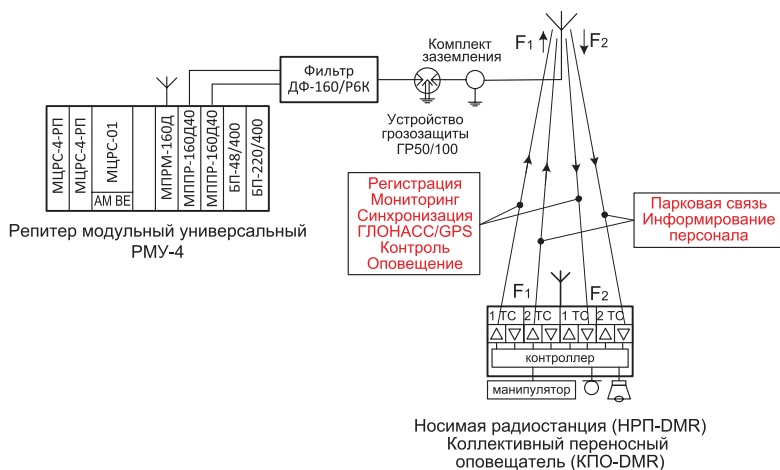 F1
F2
Комплект
заземления
Фильтр
ДФ-160/Р6К
Устройство
грозозащиты
ГР50/100
МЦРС-4-РП
МЦРС-4-РП
МЦРС-01
АМ ВЕ
МПРМ-160Д
МППР-160Д40
МППР-160Д40
БП-48/400
БП-220/400
Репитер модульный универсальный
РМУ-4
Регистрация
Мониторинг
Синхронизация
ГЛОНАСС/GPS
Контроль
Оповещение
Парковая связь
Информирование
персонала
F1
F2
1 ТС 2 ТС 1 ТС 2 ТС
контроллер
манипулятор
Носимая радиостанция (НРП-DMR)
Коллективный переносный
оповещатель (КПО-DMR)